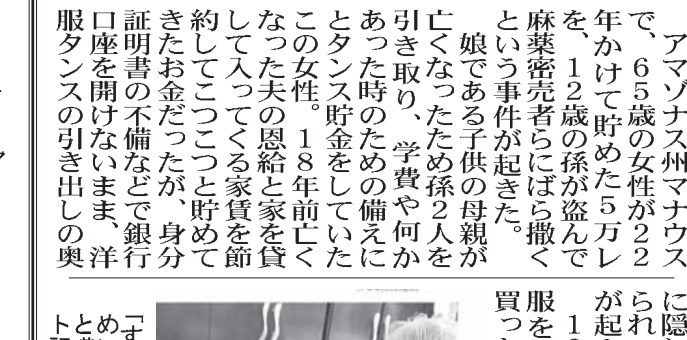 アマゾナス州マナウス
で、65歳の女性が22
年かけて貯めた5万レ
を、12歳の孫が盗んで
麻薬密売者らにばら撒く
という事件が起きた。
娘である子供の母親が
亡くなったため孫2人を
引き取り、学費や何か
あった時のための備えに
とタンス貯金をしていた
この女性。18年前亡く
なった夫の恩給と家を貸
して入ってくる家賃を節
約してこつこつと貯めて
きたお金だったが、身分
証明書の不備などで銀行
口座を開けないまま、洋
服タンスの引き出しの奥
に隠し
られ
が起
服を
買っ
「す